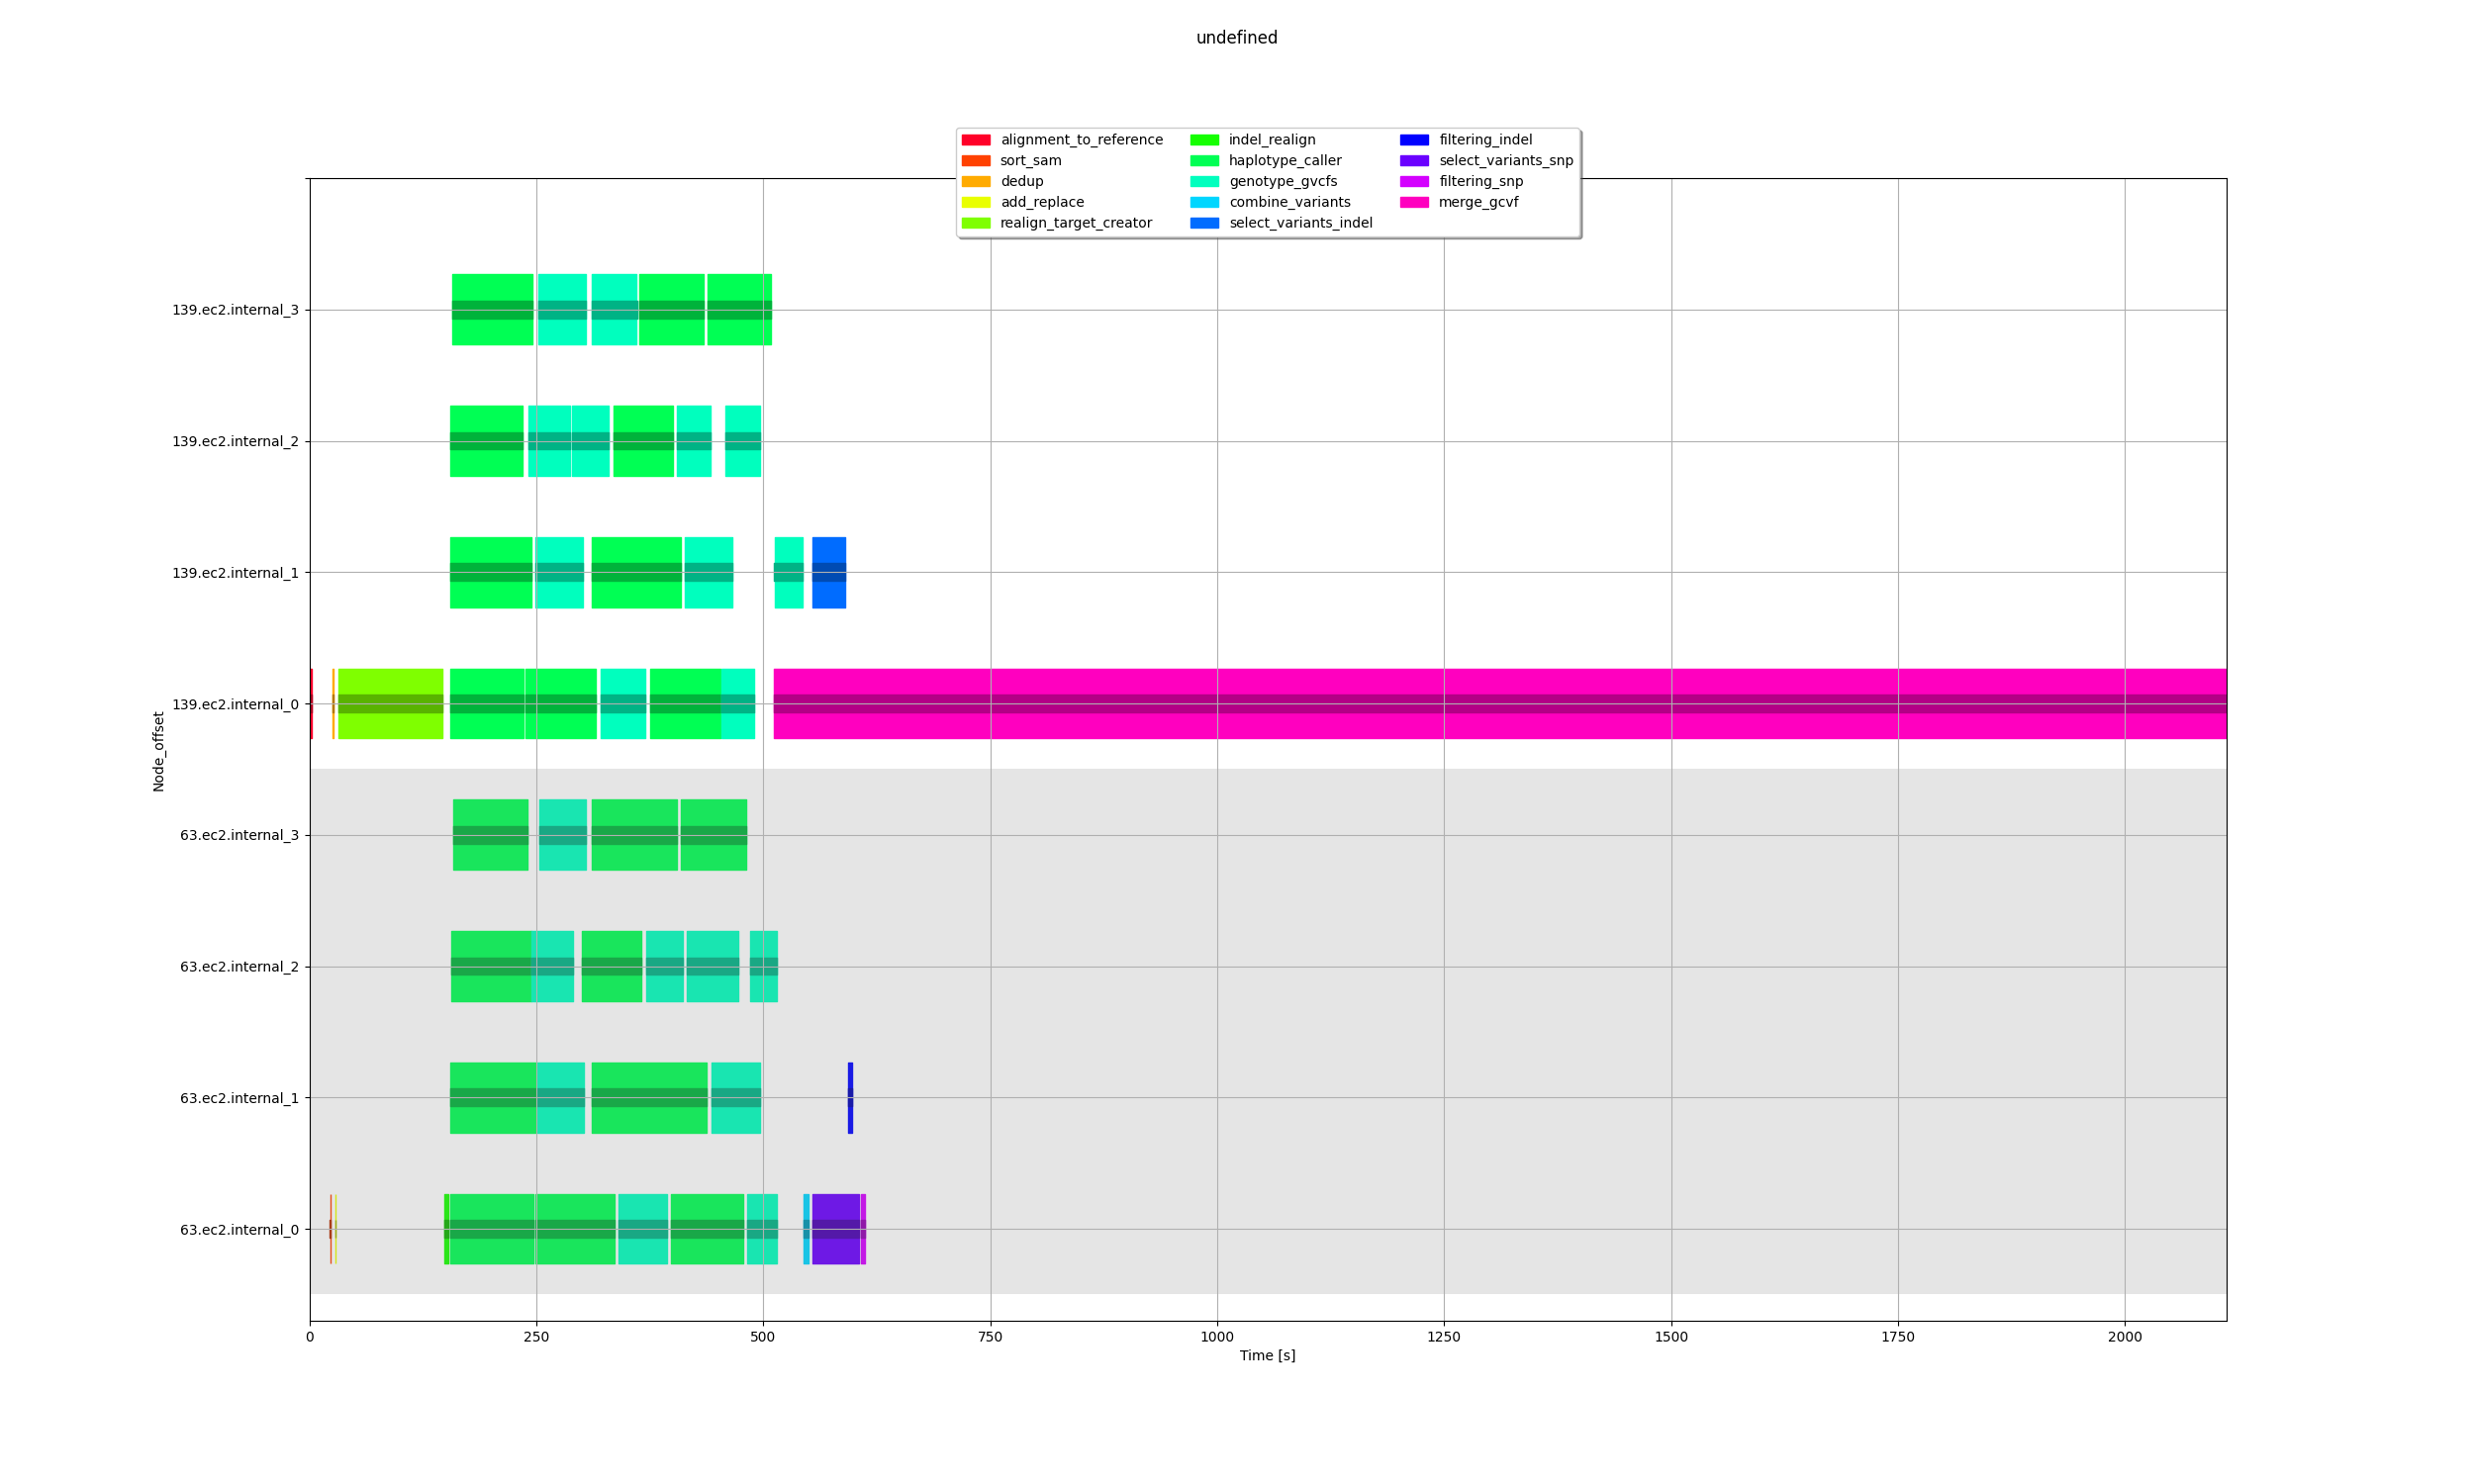 undefined
alignment_to_reference
sort_sam
dedup
add_replace
realign_target_creator
indel_realign
haplotype_caller
genotype_gvcfs
combine_variants
select_variants_indel
filtering_indel
select_variants_snp
filtering_snp
merge_gcvf
139.ec2.internal_3
139.ec2.internal_2
139.ec2.internal_1
139.ec2.internal_0
63.ec2.internal_3
63.ec2.internal_2
63.ec2.internal_1
63.ec2.internal_0
Node_offset
0 250 500 750 1000 1250 1500 1750 2000
Time [s]